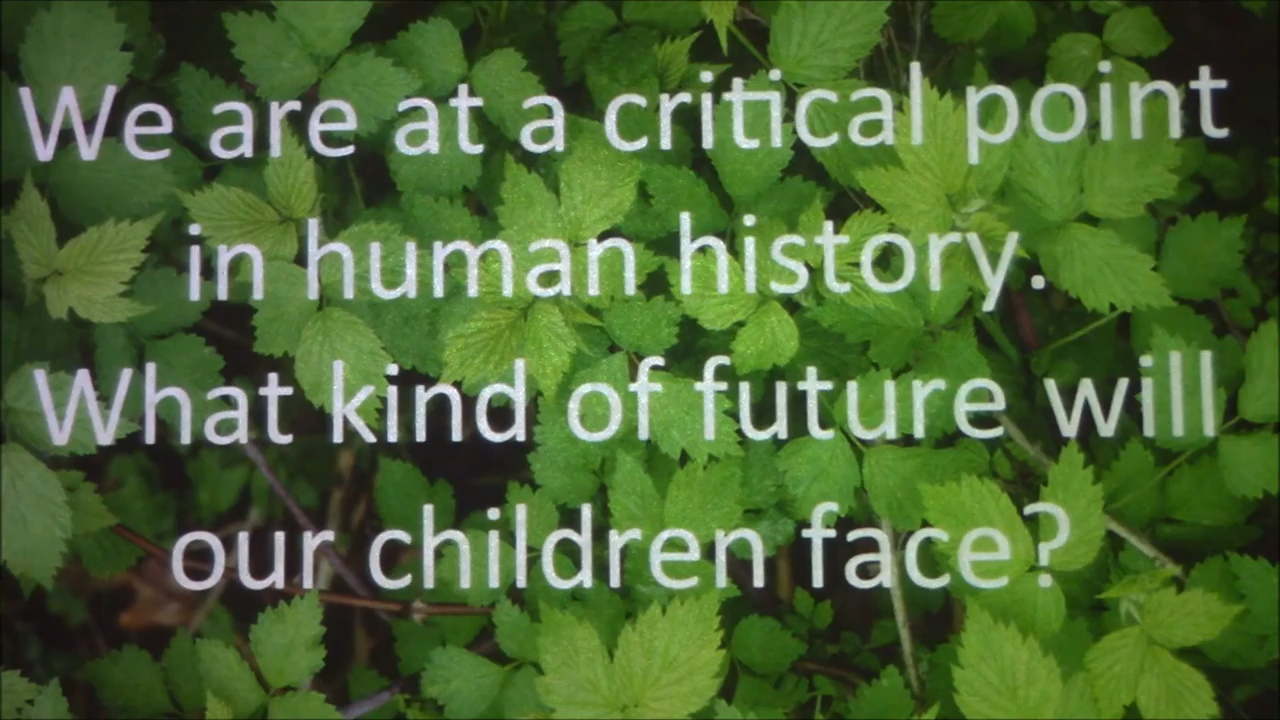 We are at a critical point
in human history.
What kind of future will
our children face?